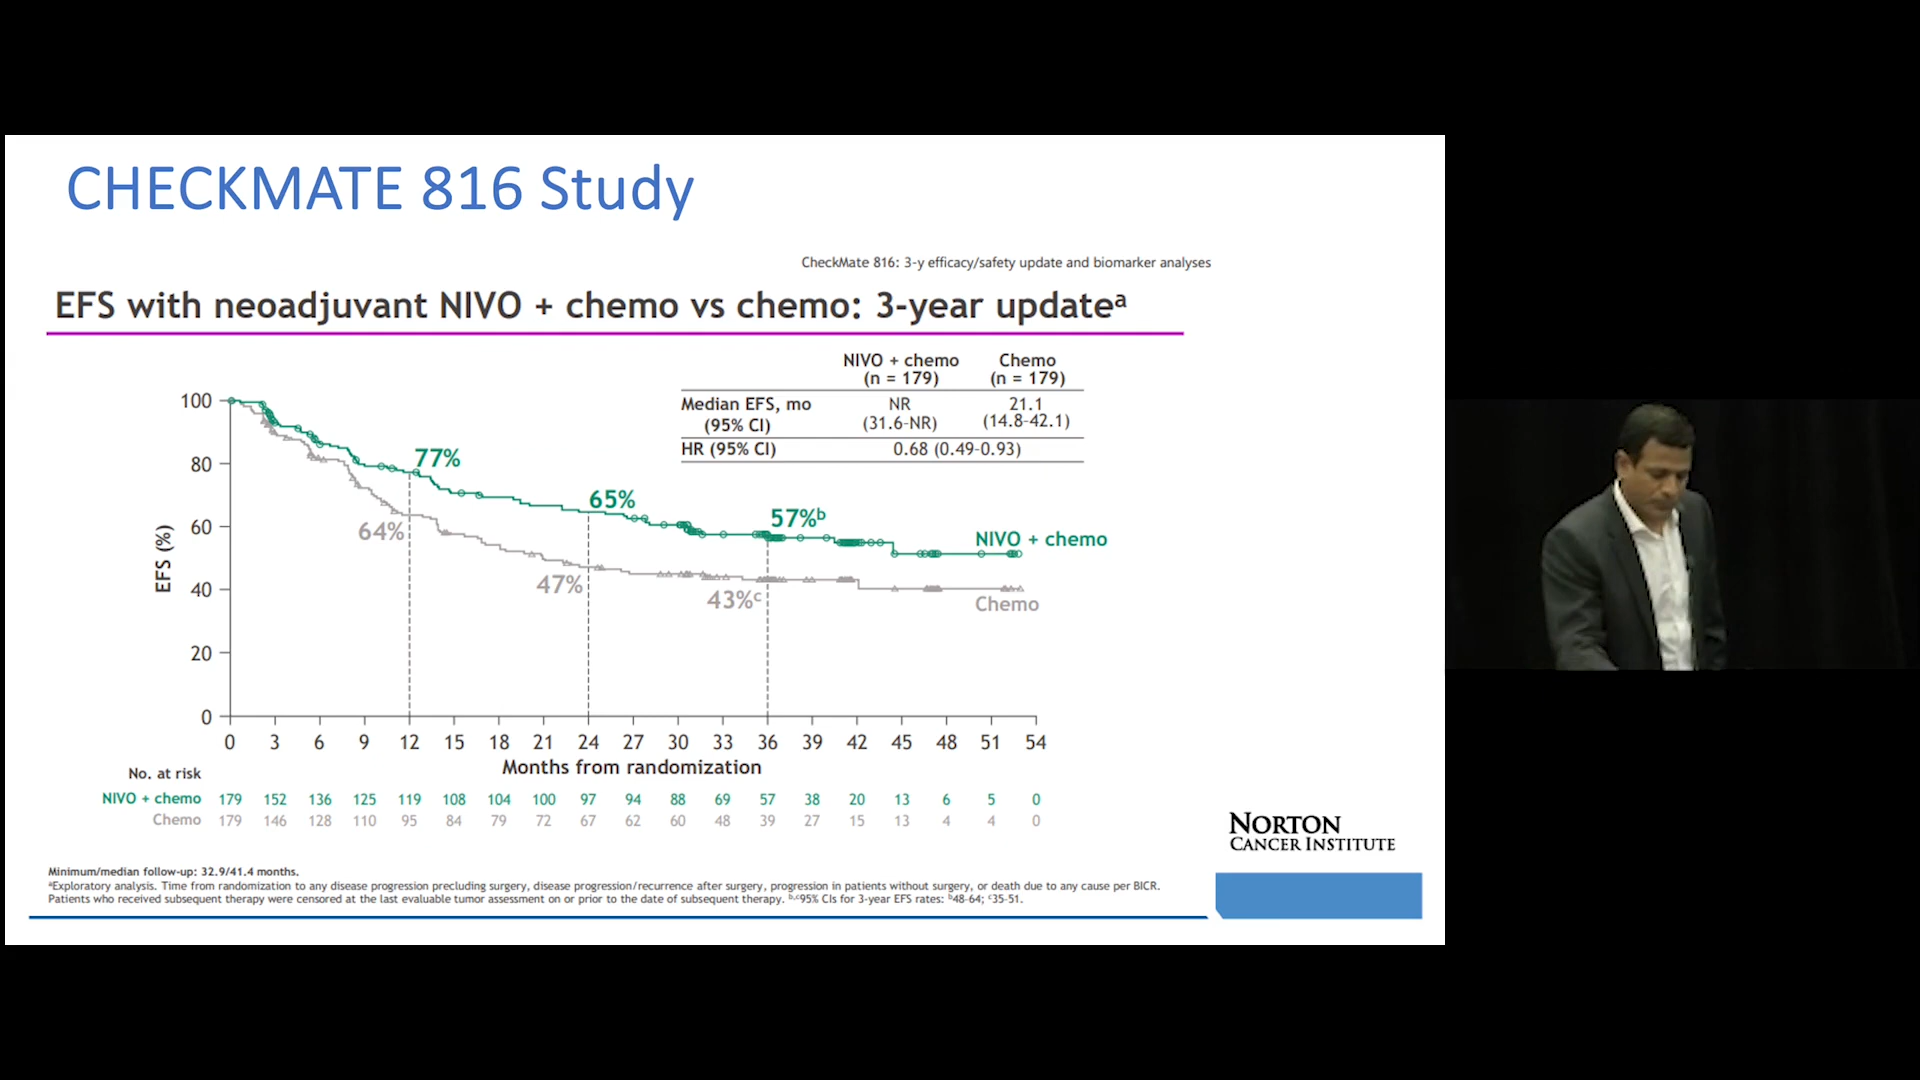 CHECKMATE 816 Study
CheckMate 816: 3-y efficacy/safety update and biomarker analyses
EFS with neoadjuvant NIVO + chemo vs chemo: 3-year updateᵃ
NIVO + chemo Chemo
(n = 179) (n = 179)
Median EFS, mo NR 21.1
(95% CI) (31.6-NR) (14.8-42.1)
HR (95% CI) 0.68 (0.49-0.93)
100
80
60
40
20
0
EFS (%)
77%
65%
57%ᵇ
64%
47%
43%ᶜ
NIVO + chemo
Chemo
0 3 6 9 12 15 18 21 24 27 30 33 36 39 42 45 48 51 54
Months from randomization
No. at risk
NIVO + chemo 179 152 136 125 119 108 104 100 97 94 88 69 57 38 20 13 6 5 0
Chemo 179 146 128 110 95 84 79 72 67 62 60 48 39 27 15 13 4 4 0
Minimum/median follow-up: 32.9/41.4 months.
ᵃExploratory analysis. Time from randomization to any disease progression precluding surgery, disease progression/recurrence after surgery, progression in patients without surgery, or death due to any cause per BICR.
Patients who received subsequent therapy were censored at the last evaluable tumor assessment on or prior to the date of subsequent therapy. ᵇ,ᶜ95% CIs for 3-year EFS rates: ᵇ48-64; ᶜ35-51.
NORTON
CANCER INSTITUTE